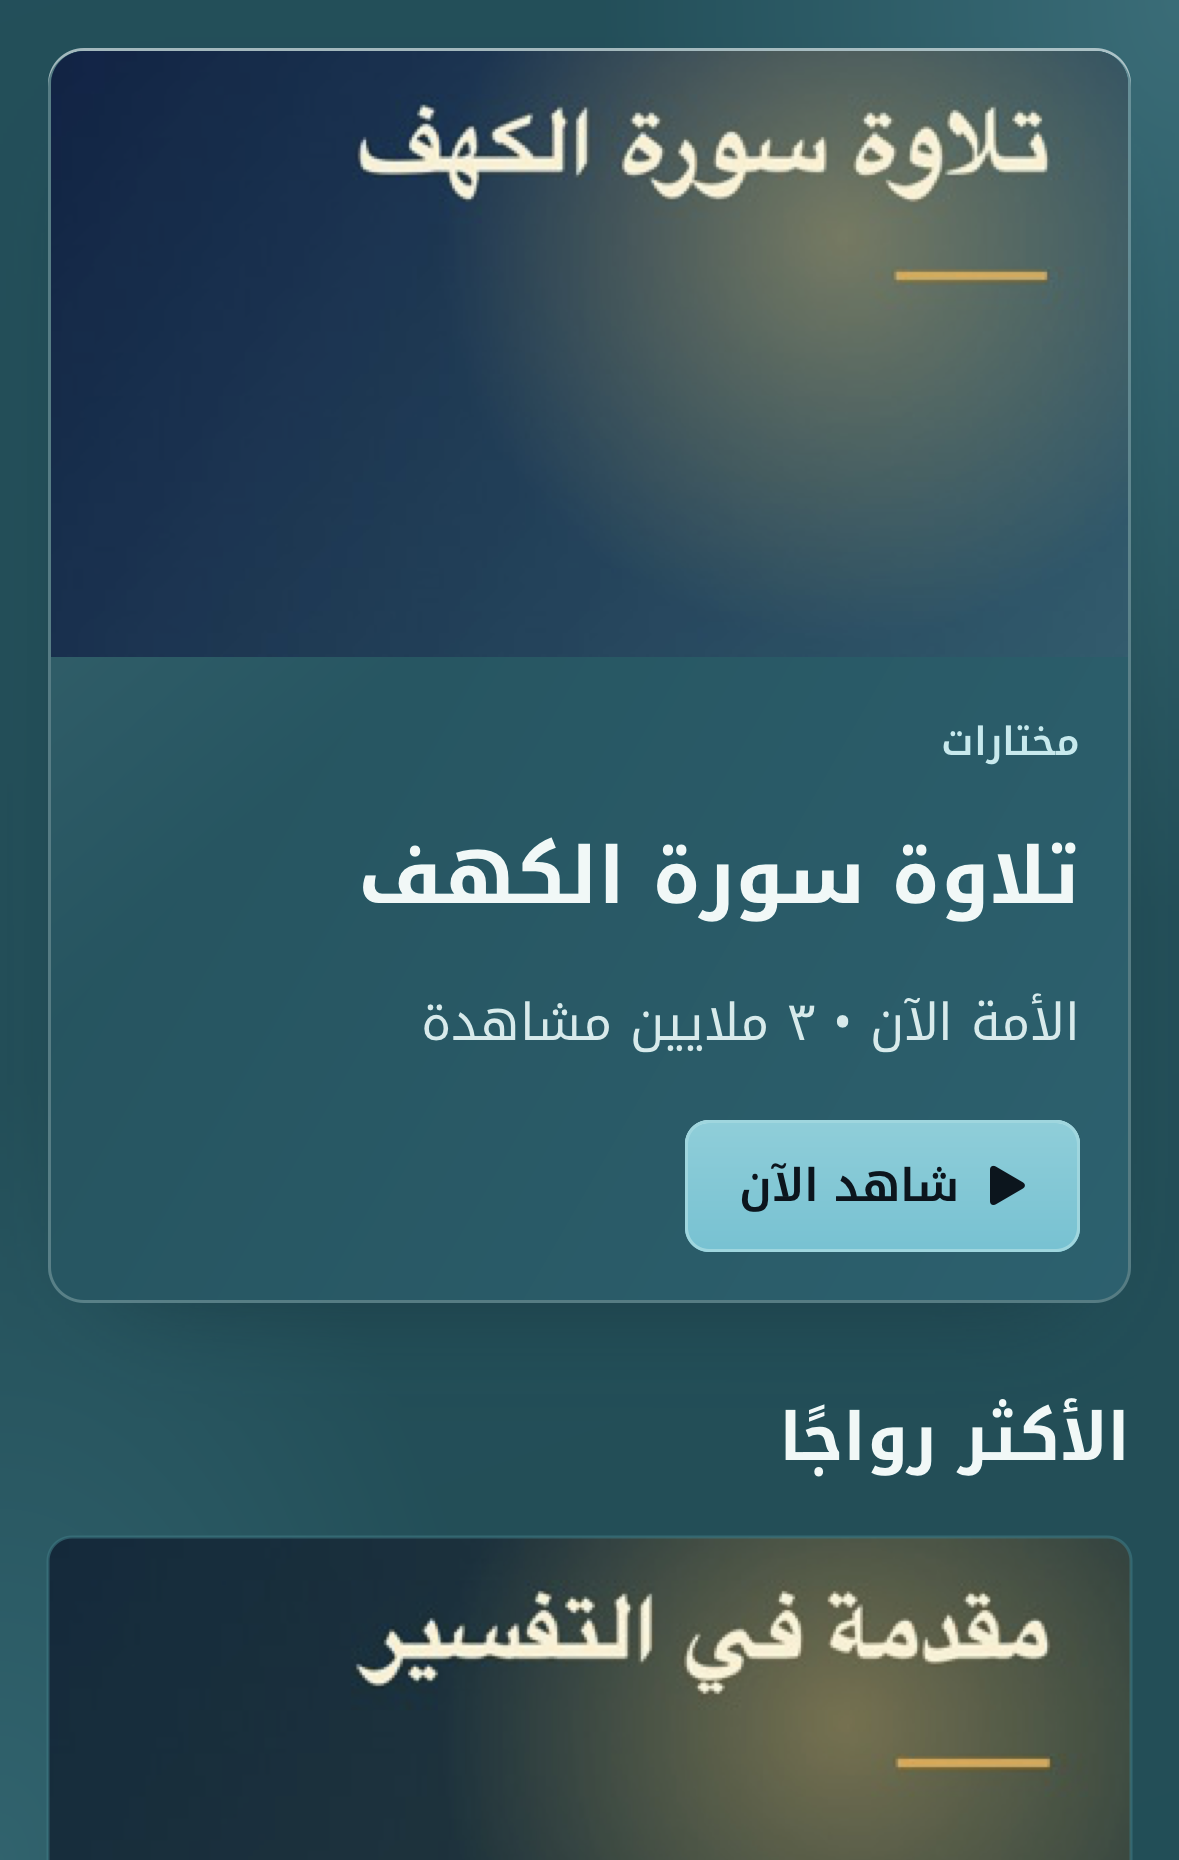 تلاوة سورة الكهف
مختارات
تلاوة سورة الكهف
الأمة الآن • ٣ ملايين مشاهدة
شاهد الآن
الأكثر رواجًا
مقدمة في التفسير